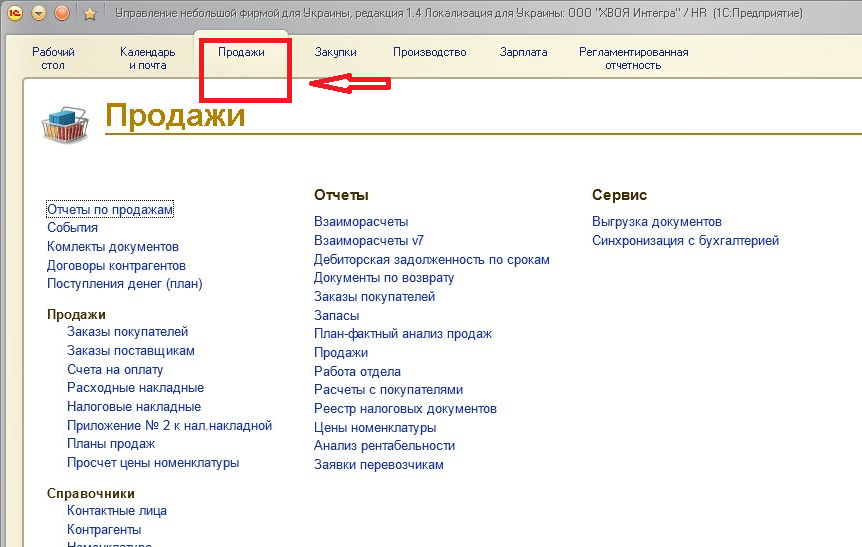 Управление небольшой фирмой для Украины, редакция 1.4 Локализация для Украины: ООО "ХВОЯ Интегра" / HR (1С:Предприятие)
Рабочий
стол
Календарь
и почта
Продажи
Закупки
Производство
Зарплата
Регламентированная
отчетность
Продажи
Отчеты по продажам
События
Комлекты документов
Договоры контрагентов
Поступления денег (план)
Продажи
Заказы покупателей
Заказы поставщикам
Счета на оплату
Расходные накладные
Налоговые накладные
Приложение № 2 к нал.накладной
Планы продаж
Просчет цены номенклатуры
Справочники
Контактные лица
Контрагенты
Номенклатура
Отчеты
Взаиморасчеты
Взаиморасчеты v7
Дебиторская задолженность по срокам
Документы по возврату
Заказы покупателей
Запасы
План-фактный анализ продаж
Продажи
Работа отдела
Расчеты с покупателями
Реестр налоговых документов
Цены номенклатуры
Анализ рентабельности
Заявки перевозчикам
Сервис
Выгрузка документов
Синхронизация с бухгалтерией